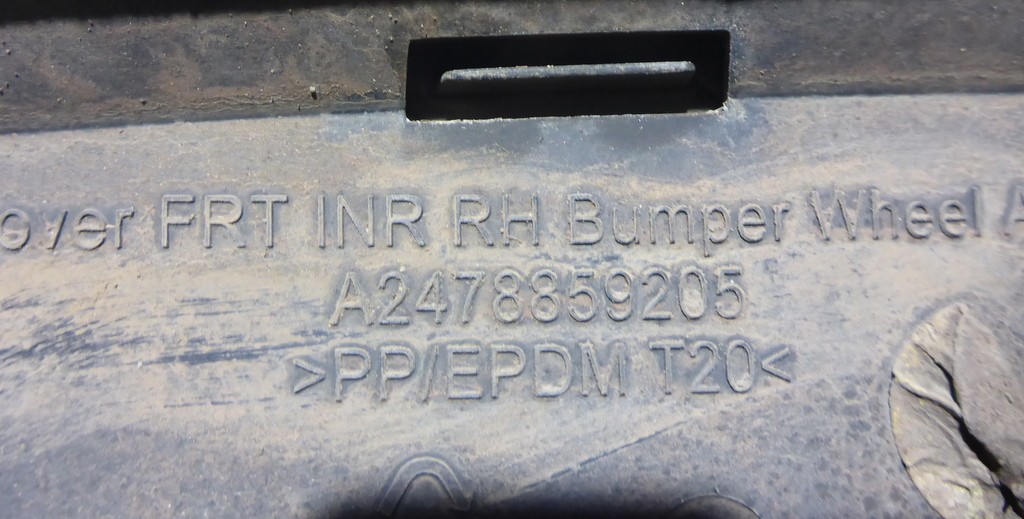 over FRT INR RH Bumper Wheel A
A2478859205
>PP/EPDM T20<